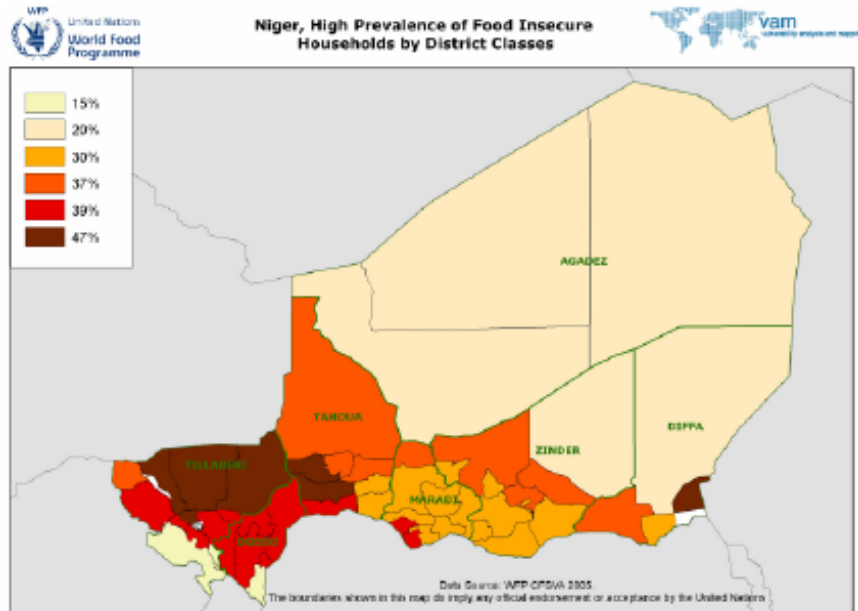 WFP
United Nations
World Food
Programme
Niger, High Prevalence of Food Insecure
Households by District Classes
vam
15%
20%
30%
37%
39%
47%
AGADEZ
TAHOUA
DIFFA
ZINDER
TILLABERI
MARADI
DOSSO
Data Source: WFP CFSVA 2005.
The boundaries shown in this map do imply any official endorsement or acceptance by the United Nations